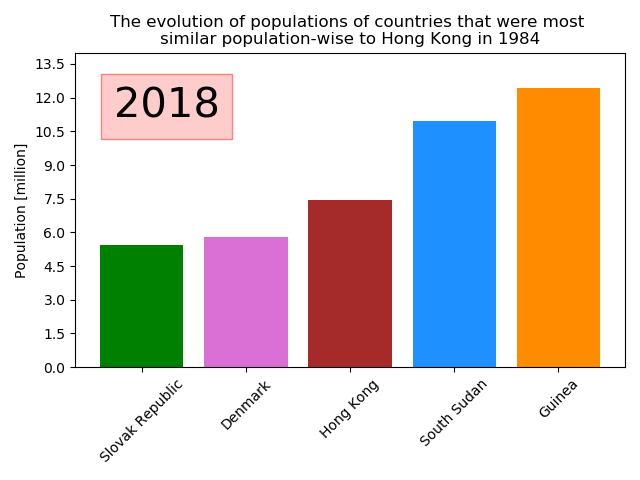 The evolution of populations of countries that were most
similar population-wise to Hong Kong in 1984
2018
Population [million]
13.5
12.0
10.5
9.0
7.5
6.0
4.5
3.0
1.5
0.0
Slovak Republic
Denmark
Hong Kong
South Sudan
Guinea